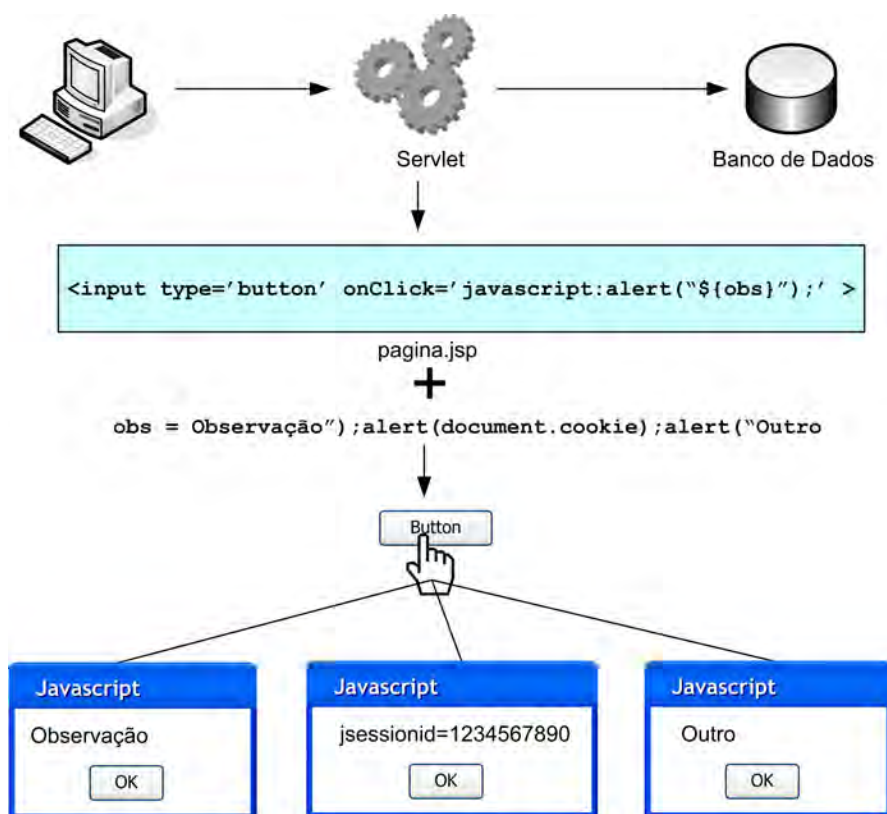 Servlet
Banco de Dados
<input type=’button’ onClick=’javascript:alert(“${obs}”);’ >
pagina.jsp
+
obs = Observação”);alert(document.cookie);alert(“Outro
Button
Javascript
Observação
OK
Javascript
jsessionid=1234567890
OK
Javascript
Outro
OK